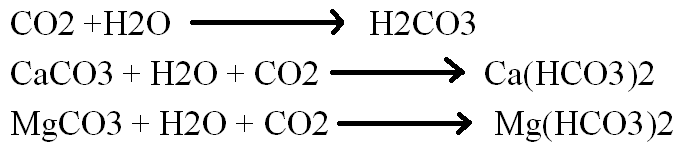 CO2 +H2O ⟶ H2CO3
CaCO3 + H2O + CO2 ⟶ Ca(HCO3)2
MgCO3 + H2O + CO2 ⟶ Mg(HCO3)2